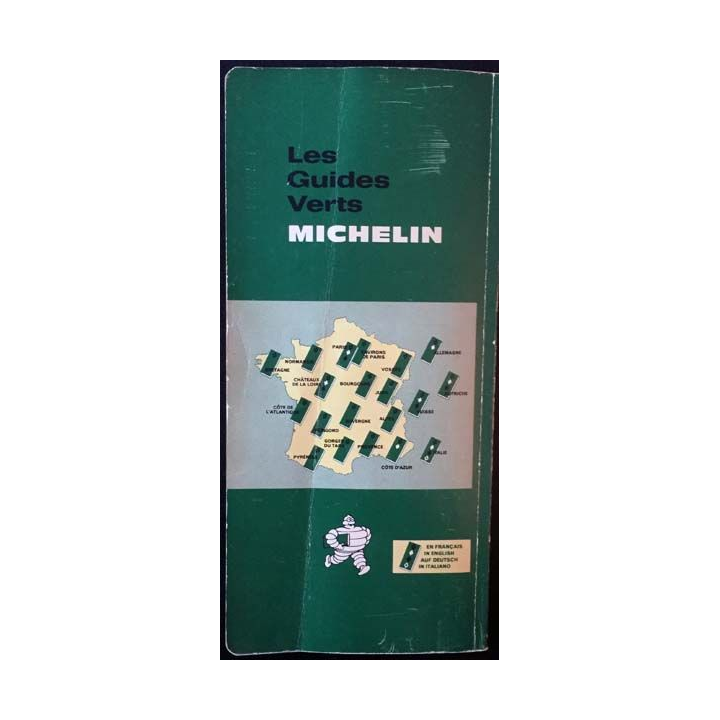 Les
Guides
Verts
MICHELIN
PARIS
ENVIRONS
DE PARIS
ALLEMAGNE
NORMANDIE
BRETAGNE
VOSGES
CHÂTEAUX
DE LA LOIRE
BOURGOGNE
JURA
AUTRICHE
CÔTE DE
L'ATLANTIQUE
SUISSE
PÉRIGORD
AUVERGNE
ALPES
GORGES
DU TARN
PROVENCE
PYRÉNÉES
ITALIE
CÔTE D'AZUR
EN FRANÇAIS
IN ENGLISH
AUF DEUTSCH
IN ITALIANO